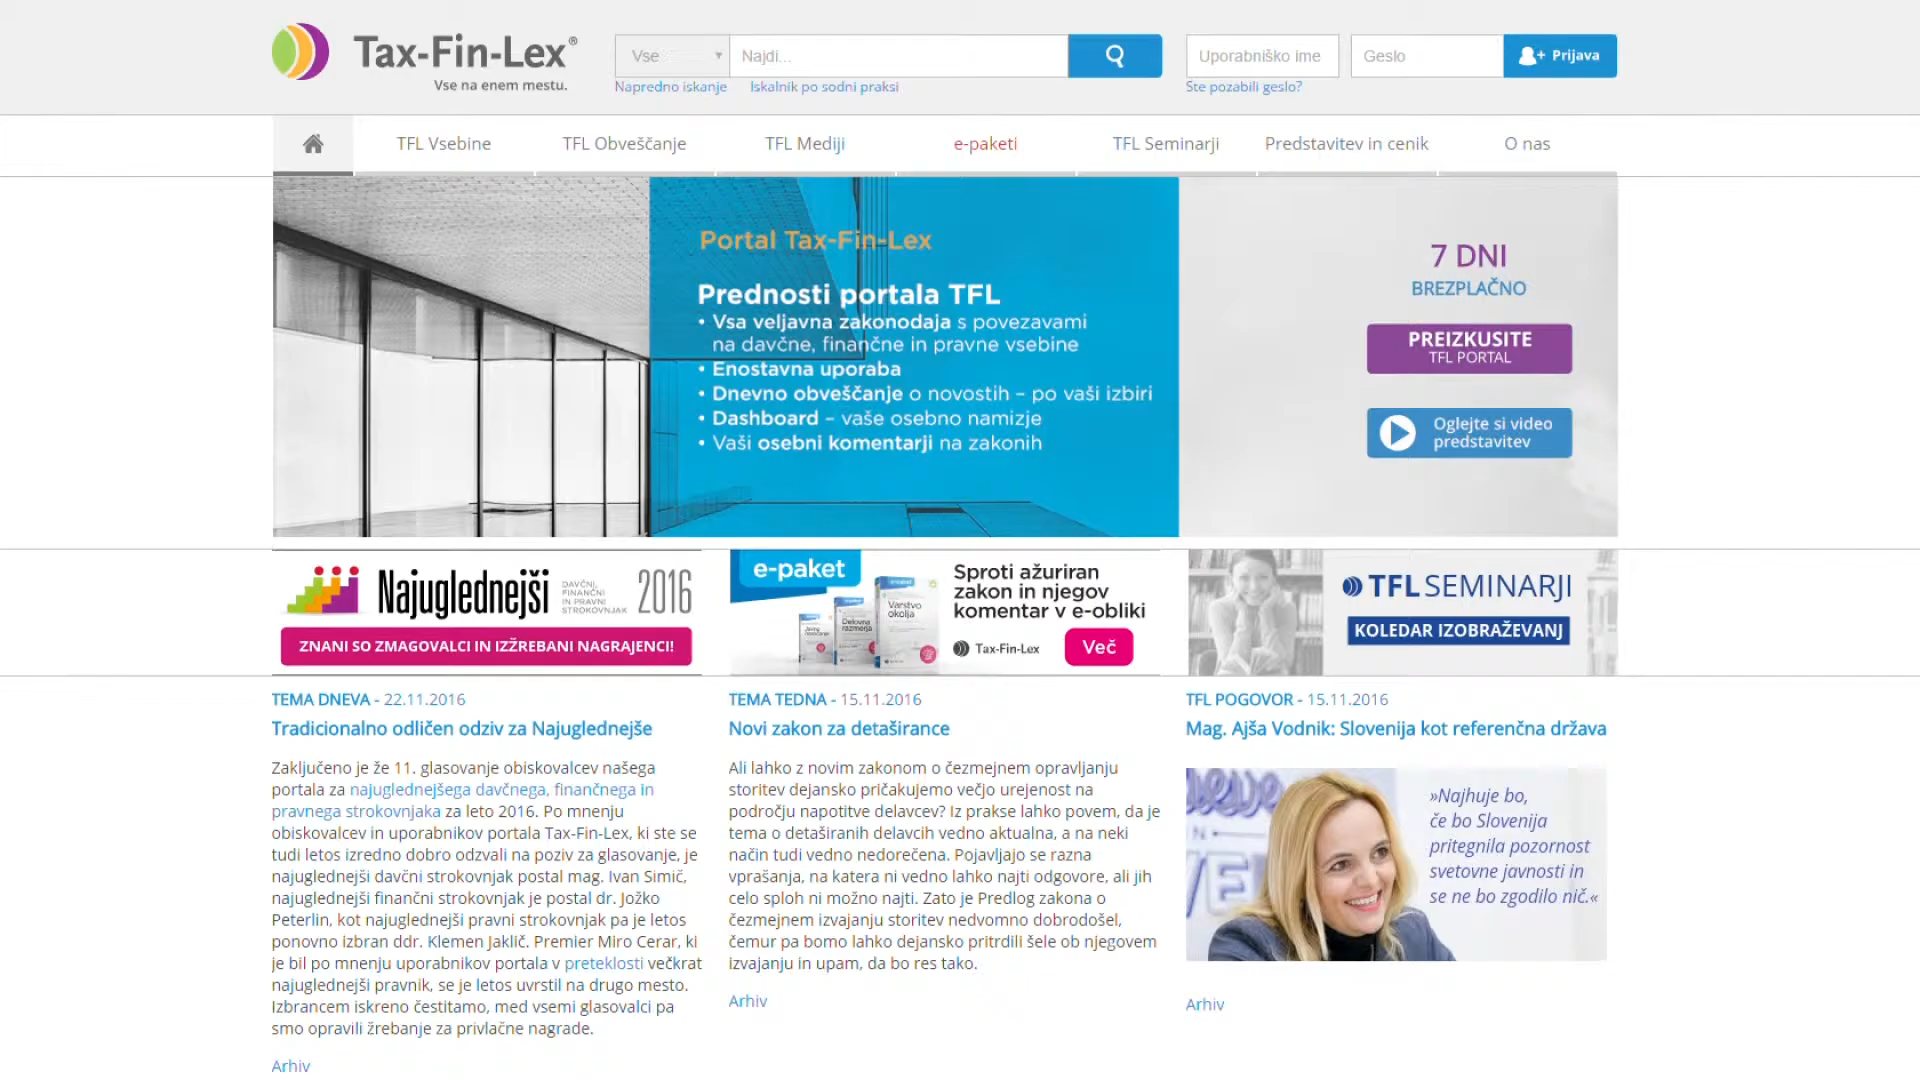 Tax-Fin-Lex®
Vse na enem mestu.
Vse
Najdi...
Uporabniško ime
Geslo
Prijava
Napredno iskanje
Iskalnik po sodni praksi
Ste pozabili geslo?
TFL Vsebine
TFL Obveščanje
TFL Mediji
e-paketi
TFL Seminarji
Predstavitev in cenik
O nas
Portal Tax-Fin-Lex
Prednosti portala TFL
• Vsa veljavna zakonodaja s povezavami
na davčne, finančne in pravne vsebine
• Enostavna uporaba
• Dnevno obveščanje o novostih – po vaši izbiri
• Dashboard – vaše osebno namizje
• Vaši osebni komentarji na zakonih
7 DNI
BREZPLAČNO
PREIZKUSITE
TFL PORTAL
Oglejte si video
predstavitev
Najuglednejši
DAVČNI,
FINANČNI
IN PRAVNI
STROKOVNJAK
2016
ZNANI SO ZMAGOVALCI IN IZŽREBANI NAGRAJENCI!
e-paket
Varstvo
okolja
Delovna
razmerja
Sproti ažuriran
zakon in njegov
komentar v e-obliki
Tax-Fin-Lex
Več
TFL SEMINARJI
KOLEDAR IZOBRAŽEVANJ
TEMA DNEVA - 22.11.2016
Tradicionalno odličen odziv za Najuglednejše
Zaključeno je že 11. glasovanje obiskovalcev našega
portala za najuglednejšega davčnega, finančnega in
pravnega strokovnjaka za leto 2016. Po mnenju
obiskovalcev in uporabnikov portala Tax-Fin-Lex, ki ste se
tudi letos izredno dobro odzvali na poziv za glasovanje, je
najuglednejši davčni strokovnjak postal mag. Ivan Simič,
najuglednejši finančni strokovnjak je postal dr. Jožko
Peterlin, kot najuglednejši pravni strokovnjak pa je letos
ponovno izbran ddr. Klemen Jaklič. Premier Miro Cerar, ki
je bil po mnenju uporabnikov portala v preteklosti večkrat
najuglednejši pravnik, se je letos uvrstil na drugo mesto.
Izbrancem iskreno čestitamo, med vsemi glasovalci pa
smo opravili žrebanje za privlačne nagrade.
Arhiv
TEMA TEDNA - 15.11.2016
Novi zakon za detaširance
Ali lahko z novim zakonom o čezmejnem opravljanju
storitev dejansko pričakujemo večjo urejenost na
področju napotitve delavcev? Iz prakse lahko povem, da je
tema o detaširanih delavcih vedno aktualna, a na neki
način tudi vedno nedorečena. Pojavljajo se razna
vprašanja, na katera ni vedno lahko najti odgovore, ali jih
celo sploh ni možno najti. Zato je Predlog zakona o
čezmejnem izvajanju storitev nedvomno dobrodošel,
čemur pa bomo lahko dejansko pritrdili šele ob njegovem
izvajanju in upam, da bo res tako.
Arhiv
TFL POGOVOR - 15.11.2016
Mag. Ajša Vodnik: Slovenija kot referenčna država
»Najhuje bo,
če bo Slovenija
pritegnila pozornost
svetovne javnosti in
se ne bo zgodilo nič.«
Arhiv